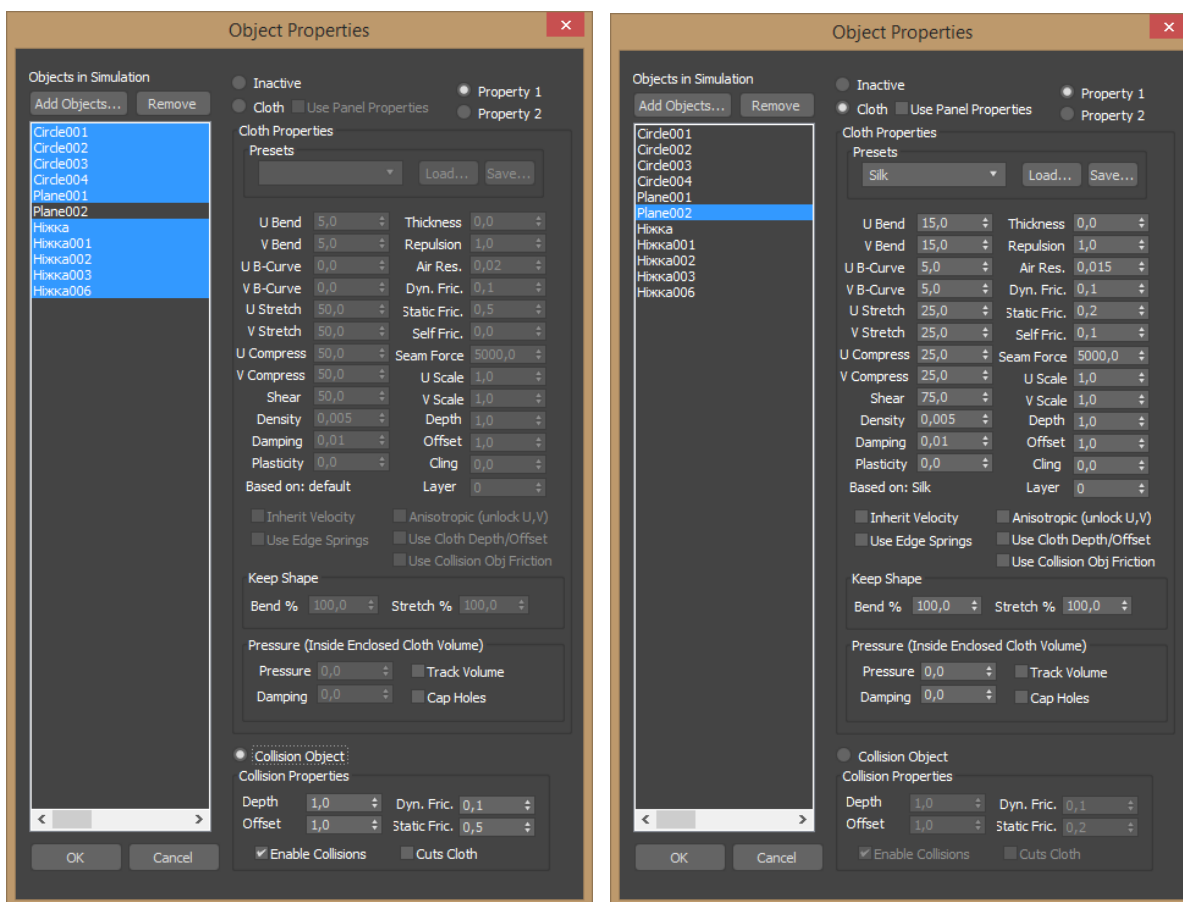 Object Properties
Objects in Simulation
Add Objects... Remove
Circle001
Circle002
Circle003
Circle004
Plane001
Plane002
Ніжка
Ніжка001
Ніжка002
Ніжка003
Ніжка006
OK Cancel
Inactive
Cloth Use Panel Properties
Property 1
Property 2
Cloth Properties
Presets
Load... Save...
U Bend 5,0 Thickness 0,0
V Bend 5,0 Repulsion 1,0
U B-Curve 0,0 Air Res. 0,02
V B-Curve 0,0 Dyn. Fric. 0,1
U Stretch 50,0 Static Fric. 0,5
V Stretch 50,0 Self Fric. 0,0
U Compress 50,0 Seam Force 5000,0
V Compress 50,0 U Scale 1,0
Shear 50,0 V Scale 1,0
Density 0,005 Depth 1,0
Damping 0,01 Offset 1,0
Plasticity 0,0 Cling 0,0
Based on: default Layer 0
Inherit Velocity Anisotropic (unlock U,V)
Use Edge Springs Use Cloth Depth/Offset
Use Collision Obj Friction
Keep Shape
Bend % 100,0 Stretch % 100,0
Pressure (Inside Enclosed Cloth Volume)
Pressure 0,0 Track Volume
Damping 0,0 Cap Holes
Collision Object
Collision Properties
Depth 1,0 Dyn. Fric. 0,1
Offset 1,0 Static Fric. 0,5
Enable Collisions Cuts Cloth
Object Properties
Objects in Simulation
Add Objects... Remove
Circle001
Circle002
Circle003
Circle004
Plane001
Plane002
Ніжка
Ніжка001
Ніжка002
Ніжка003
Ніжка006
OK Cancel
Inactive
Cloth Use Panel Properties
Property 1
Property 2
Cloth Properties
Presets
Silk Load... Save...
U Bend 15,0 Thickness 0,0
V Bend 15,0 Repulsion 1,0
U B-Curve 5,0 Air Res. 0,015
V B-Curve 5,0 Dyn. Fric. 0,1
U Stretch 25,0 Static Fric. 0,2
V Stretch 25,0 Self Fric. 0,1
U Compress 25,0 Seam Force 5000,0
V Compress 25,0 U Scale 1,0
Shear 75,0 V Scale 1,0
Density 0,005 Depth 1,0
Damping 0,01 Offset 1,0
Plasticity 0,0 Cling 0,0
Based on: Silk Layer 0
Inherit Velocity Anisotropic (unlock U,V)
Use Edge Springs Use Cloth Depth/Offset
Use Collision Obj Friction
Keep Shape
Bend % 100,0 Stretch % 100,0
Pressure (Inside Enclosed Cloth Volume)
Pressure 0,0 Track Volume
Damping 0,0 Cap Holes
Collision Object
Collision Properties
Depth 1,0 Dyn. Fric. 0,1
Offset 1,0 Static Fric. 0,2
Enable Collisions Cuts Cloth